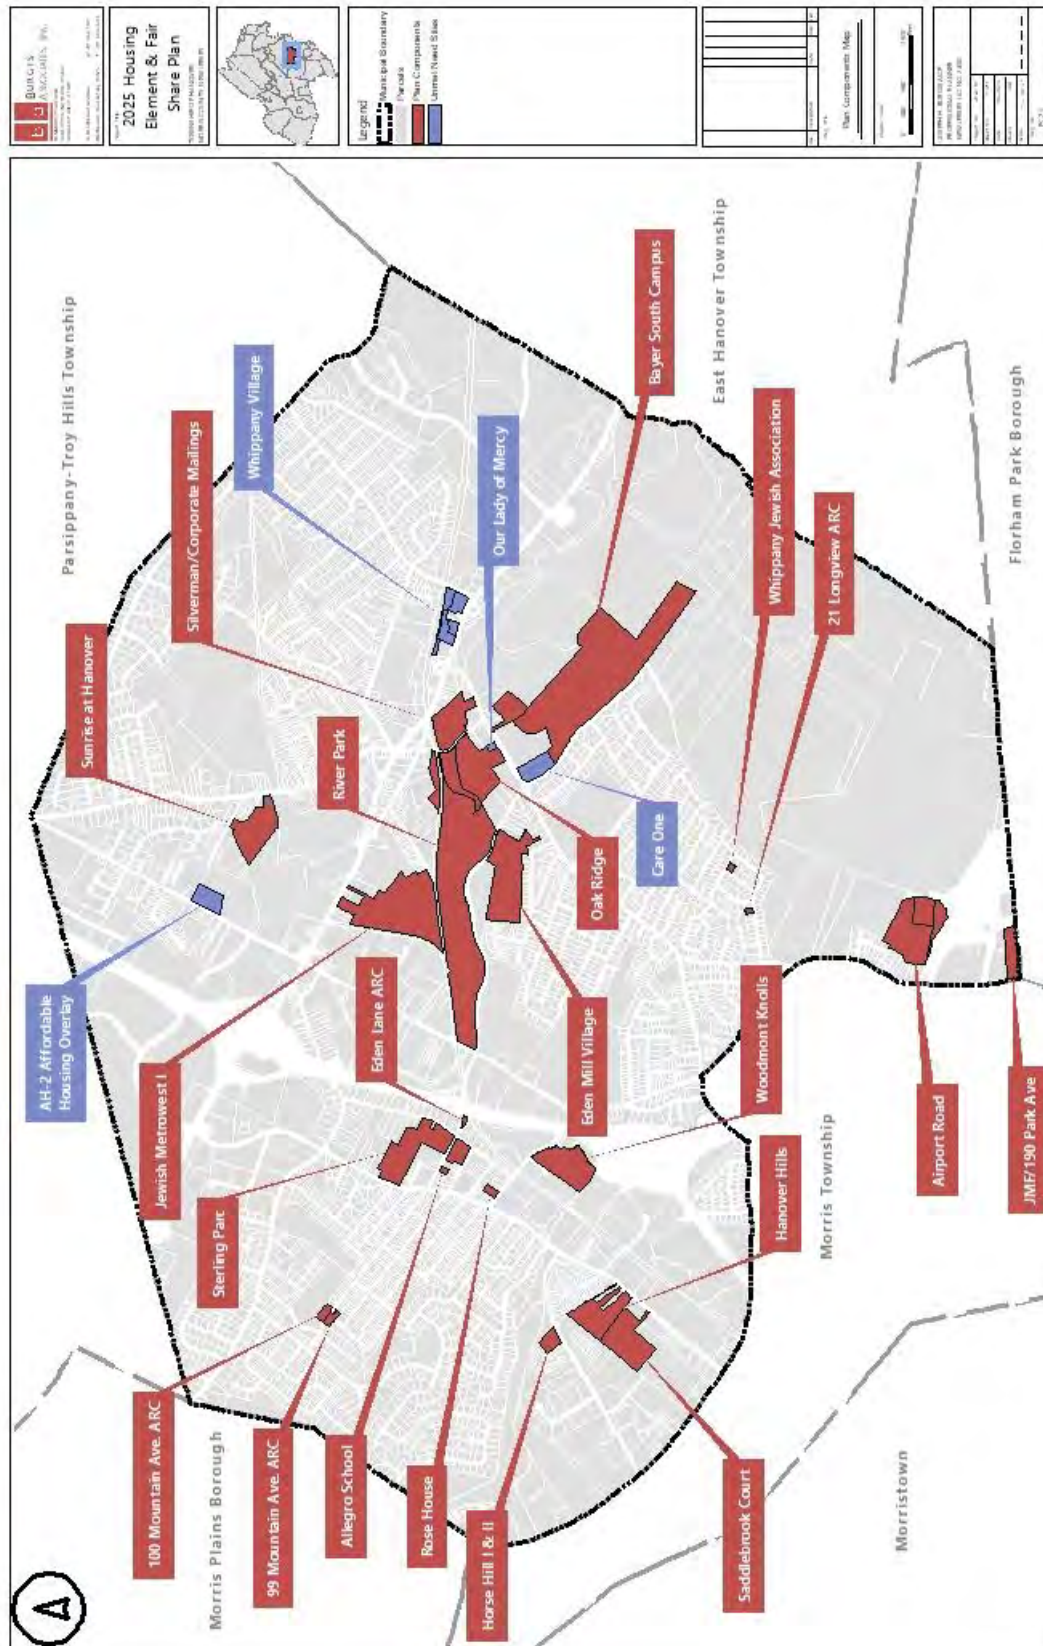 BURGIS
ASSOCIATES, INC.
2025 Housing
Element & Fair
Share Plan
Legend
Municipal Boundary
Parcels
Plan Components
Unmet Need Sites
Plan Components Map
A
Parsippany-Troy Hills Township
Morris Plains Borough
100 Mountain Ave. ARC
99 Mountain Ave. ARC
Allegro School
Rose House
Horse Hill I & II
Saddlebrook Court
Morristown
Sterling Parc
Jewish Metrowest I
AH-2 Affordable
Housing Overlay
Eden Lane ARC
Eden Mill Village
Woodmont Knolls
Hanover Hills
Morris Township
Airport Road
JMF/190 Park Ave
Sunrise at Hanover
River Park
Silverman/Corporate Mailings
Oak Ridge
Care One
Whippany Village
Our Lady of Mercy
Whippany Jewish Association
21 Longview ARC
Bayer South Campus
East Hanover Township
Florham Park Borough